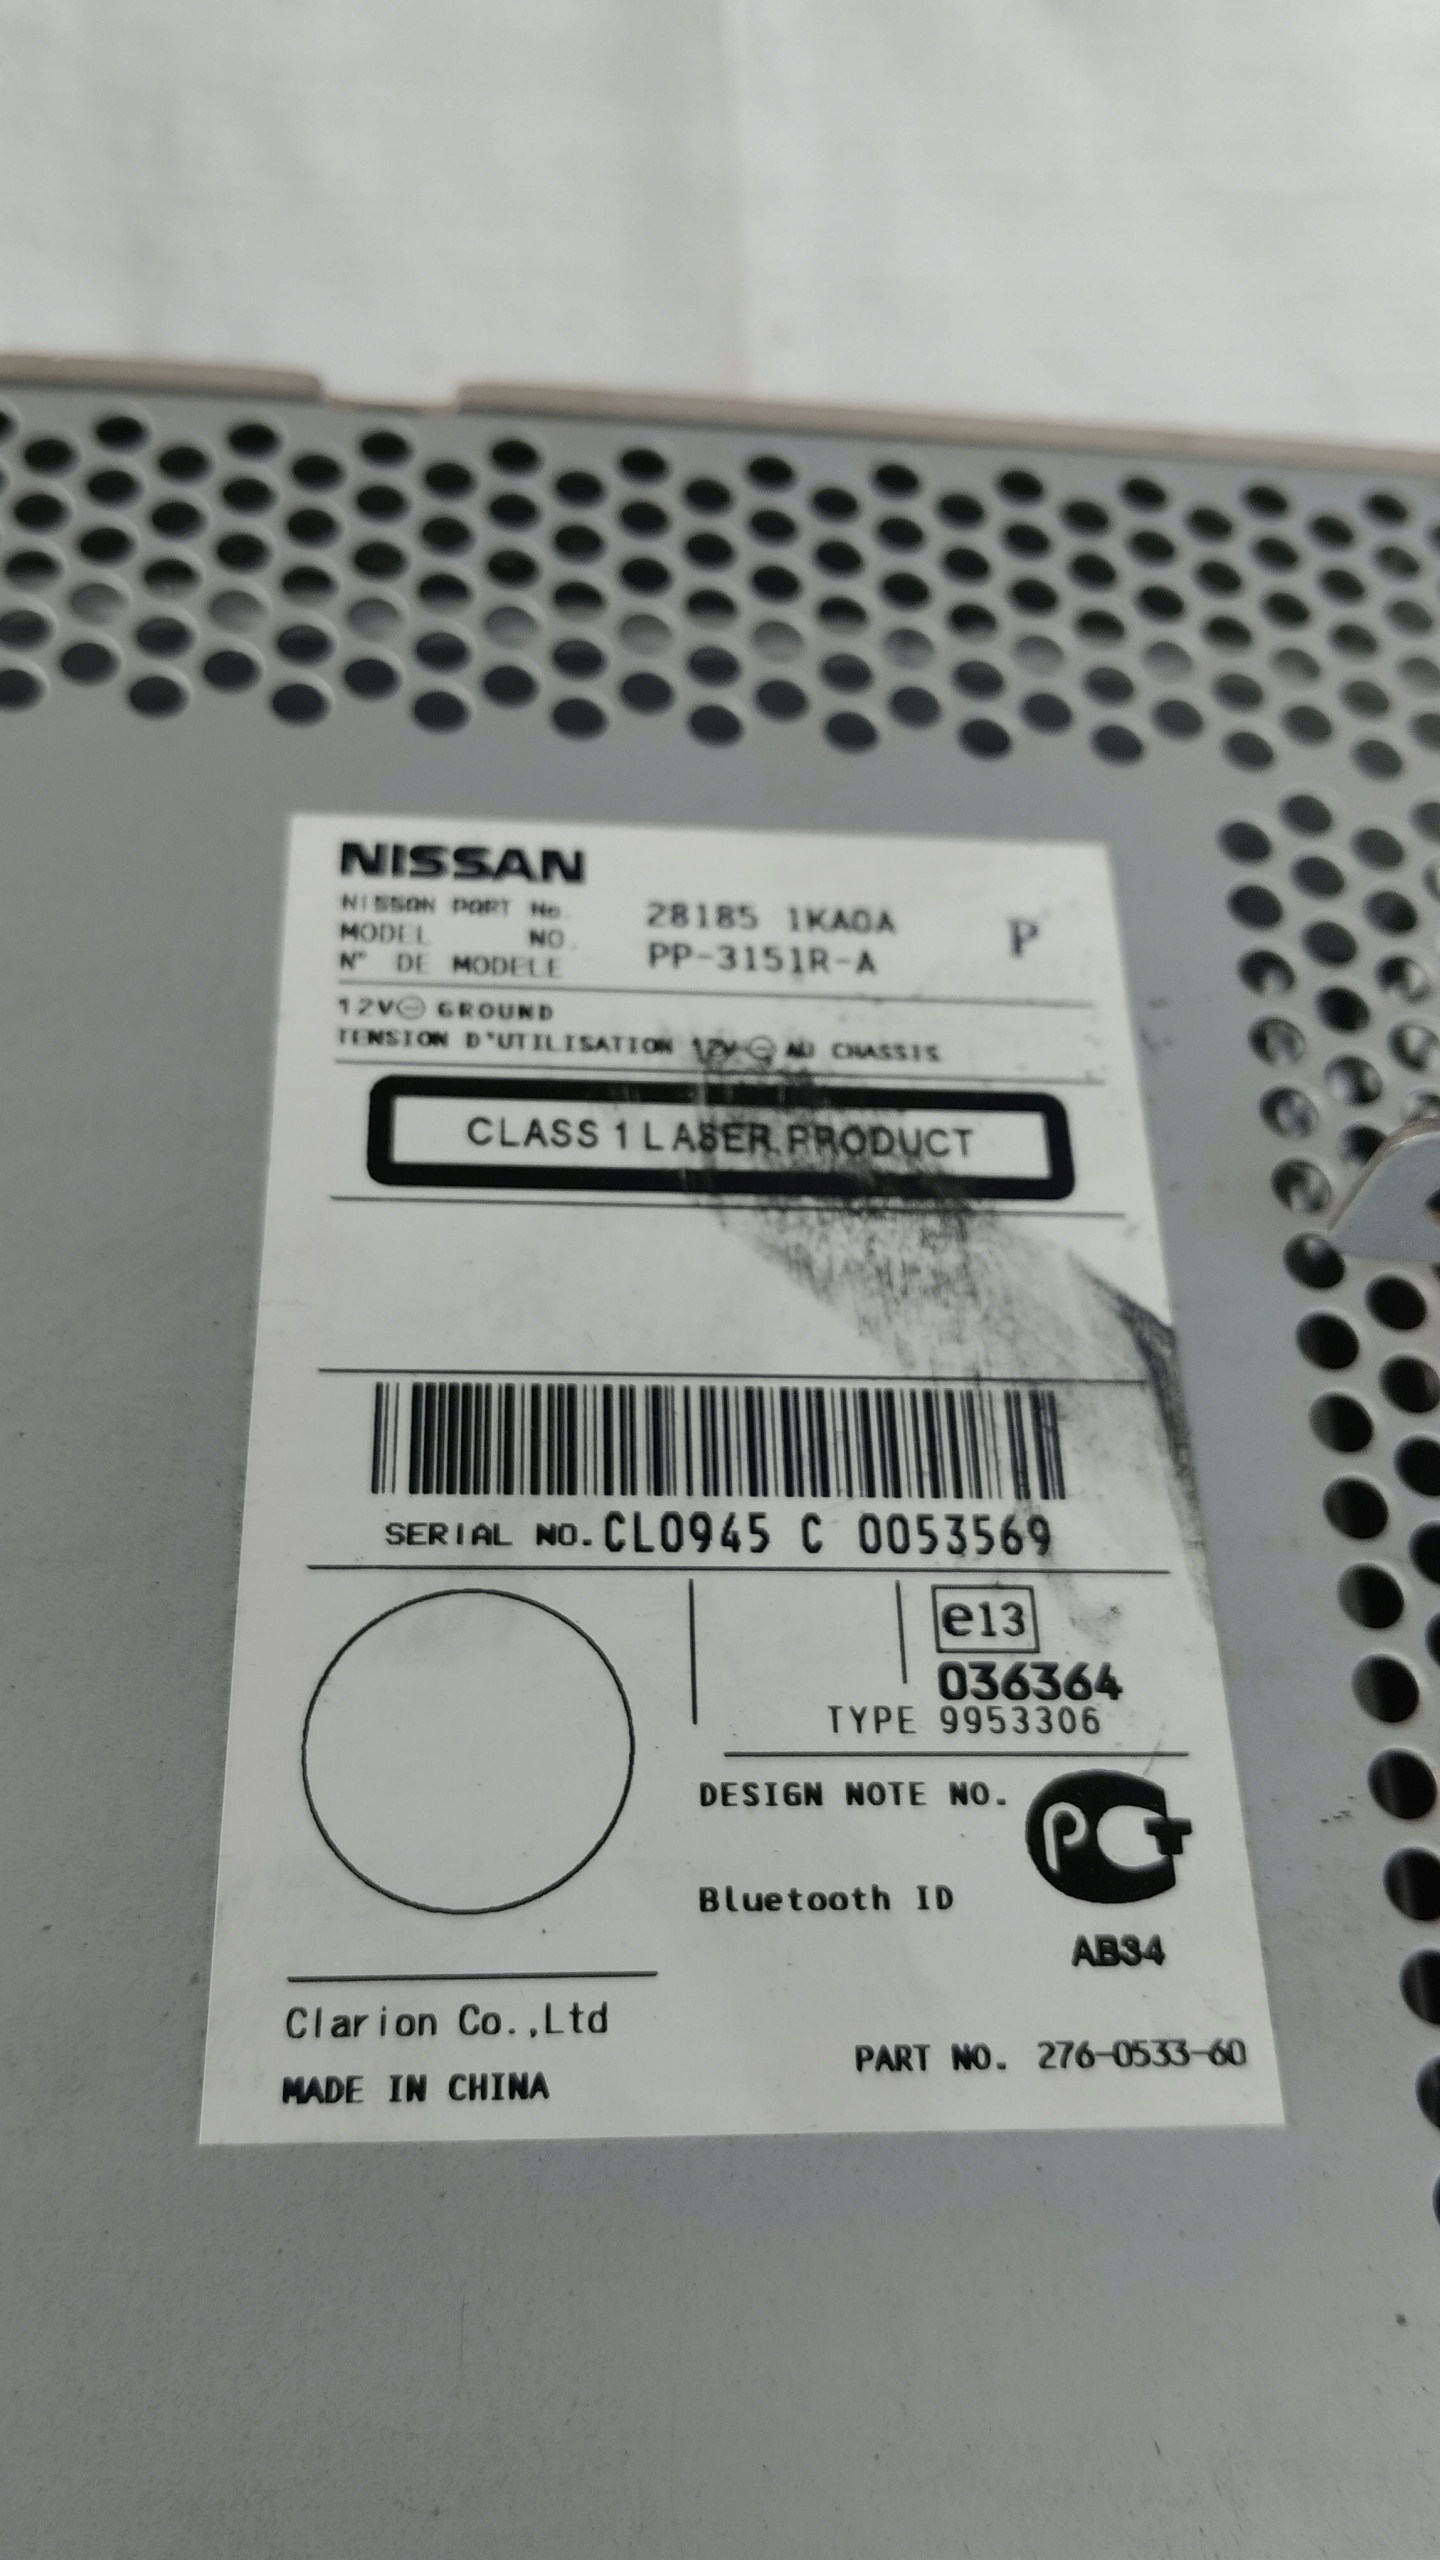 NISSAN
NISSAN PART No. 28185 1KA0A P
MODEL NO. PP-3151R-A
N° DE MODELE
12V⊖ GROUND
TENSION D'UTILISATION 12V ⊖ AU CHASSIS
CLASS 1 LASER PRODUCT
SERIAL NO. CL0945 C 0053569
e13
036364
TYPE 9953306
DESIGN NOTE NO.
PCT
Bluetooth ID
AB34
Clarion Co.,Ltd
PART NO. 276-0533-60
MADE IN CHINA